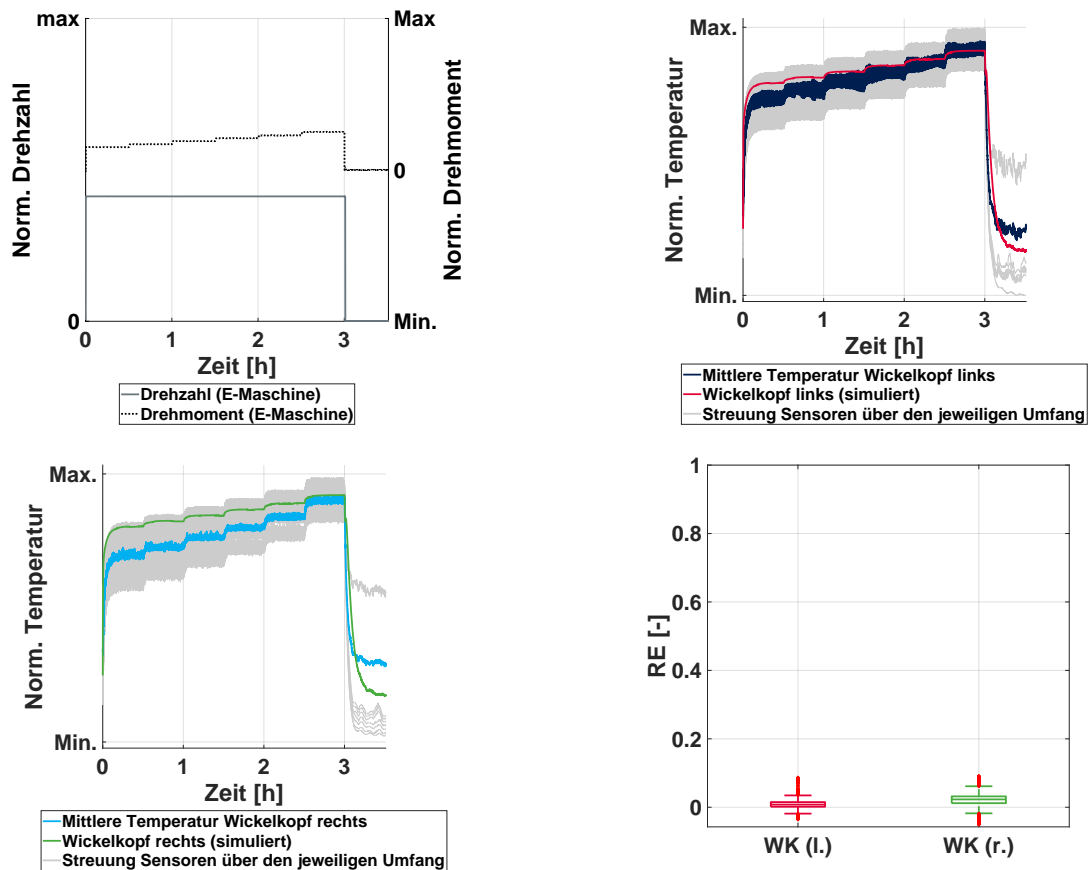 max
Max
0
0
Min.
Norm. Drehzahl
Norm. Drehmoment
0
1
2
3
Zeit [h]
Drehzahl (E-Maschine)
Drehmoment (E-Maschine)
Max.
Min.
Norm. Temperatur
0
1
2
3
Zeit [h]
Mittlere Temperatur Wickelkopf links
Wickelkopf links (simuliert)
Streuung Sensoren über den jeweiligen Umfang
Max.
Min.
Norm. Temperatur
0
1
2
3
Zeit [h]
Mittlere Temperatur Wickelkopf rechts
Wickelkopf rechts (simuliert)
Streuung Sensoren über den jeweiligen Umfang
1
0.8
0.6
0.4
0.2
0
RE [-]
WK (l.)
WK (r.)